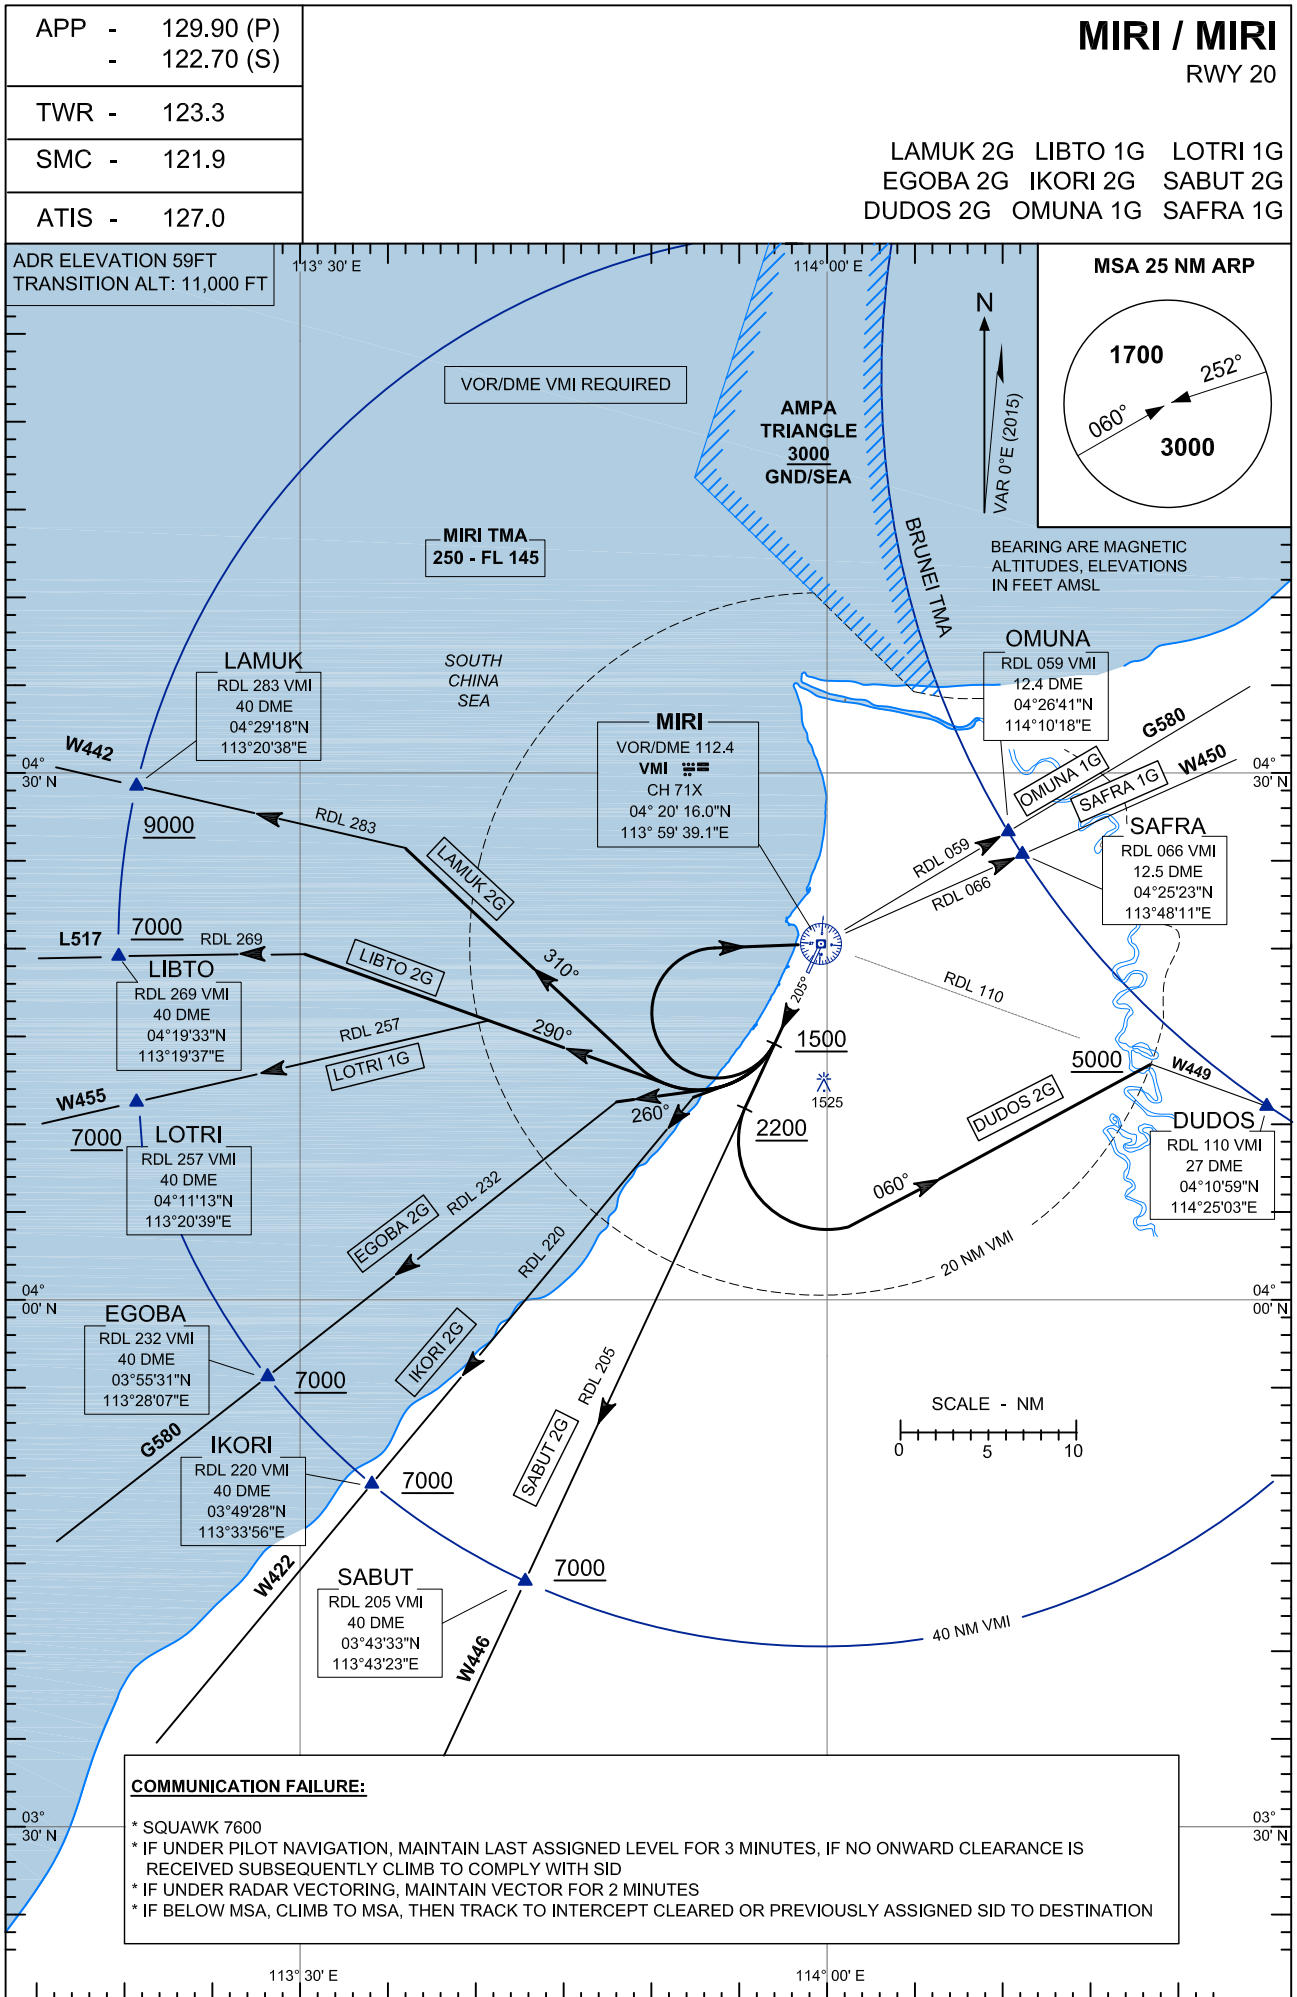 APP - 129.90 (P)
- 122.70 (S)
TWR - 123.3
SMC - 121.9
ATIS - 127.0
MIRI / MIRI
RWY 20
LAMUK 2G LIBTO 1G LOTRI 1G
EGOBA 2G IKORI 2G SABUT 2G
DUDOS 2G OMUNA 1G SAFRA 1G
ADR ELEVATION 59FT
TRANSITION ALT: 11,000 FT
113° 30' E
114° 00' E
MSA 25 NM ARP
1700
252°
060°
3000
N
VAR 0°E (2015)
VOR/DME VMI REQUIRED
AMPA
TRIANGLE
3000
GND/SEA
BRUNEI TMA
MIRI TMA
250 - FL 145
BEARING ARE MAGNETIC
ALTITUDES, ELEVATIONS
IN FEET AMSL
SOUTH
CHINA
SEA
LAMUK
RDL 283 VMI
40 DME
04°29'18"N
113°20'38"E
W442
9000
RDL 283
LAMUK 2G
310°
MIRI
VOR/DME 112.4
VMI
CH 71X
04° 20' 16.0"N
113° 59' 39.1"E
OMUNA
RDL 059 VMI
12.4 DME
04°26'41"N
114°10'18"E
G580
W450
OMUNA 1G
SAFRA 1G
RDL 059
RDL 066
SAFRA
RDL 066 VMI
12.5 DME
04°25'23"N
113°48'11"E
04°
30' N
04°
30' N
L517
7000
RDL 269
LIBTO
RDL 269 VMI
40 DME
04°19'33"N
113°19'37"E
LIBTO 2G
290°
RDL 257
LOTRI 1G
W455
7000
LOTRI
RDL 257 VMI
40 DME
04°11'13"N
113°20'39"E
205°
1500
1525
2200
260°
RDL 110
5000
W449
DUDOS 2G
060°
DUDOS
RDL 110 VMI
27 DME
04°10'59"N
114°25'03"E
20 NM VMI
RDL 232
EGOBA 2G
RDL 220
04°
00' N
04°
00' N
EGOBA
RDL 232 VMI
40 DME
03°55'31"N
113°28'07"E
7000
G580
IKORI 2G
RDL 205
SABUT 2G
SCALE - NM
0 5 10
IKORI
RDL 220 VMI
40 DME
03°49'28"N
113°33'56"E
7000
W422
SABUT
RDL 205 VMI
40 DME
03°43'33"N
113°43'23"E
7000
W446
40 NM VMI
COMMUNICATION FAILURE:
* SQUAWK 7600
* IF UNDER PILOT NAVIGATION, MAINTAIN LAST ASSIGNED LEVEL FOR 3 MINUTES, IF NO ONWARD CLEARANCE IS
RECEIVED SUBSEQUENTLY CLIMB TO COMPLY WITH SID
* IF UNDER RADAR VECTORING, MAINTAIN VECTOR FOR 2 MINUTES
* IF BELOW MSA, CLIMB TO MSA, THEN TRACK TO INTERCEPT CLEARED OR PREVIOUSLY ASSIGNED SID TO DESTINATION
03°
30' N
03°
30' N
113° 30' E
114° 00' E